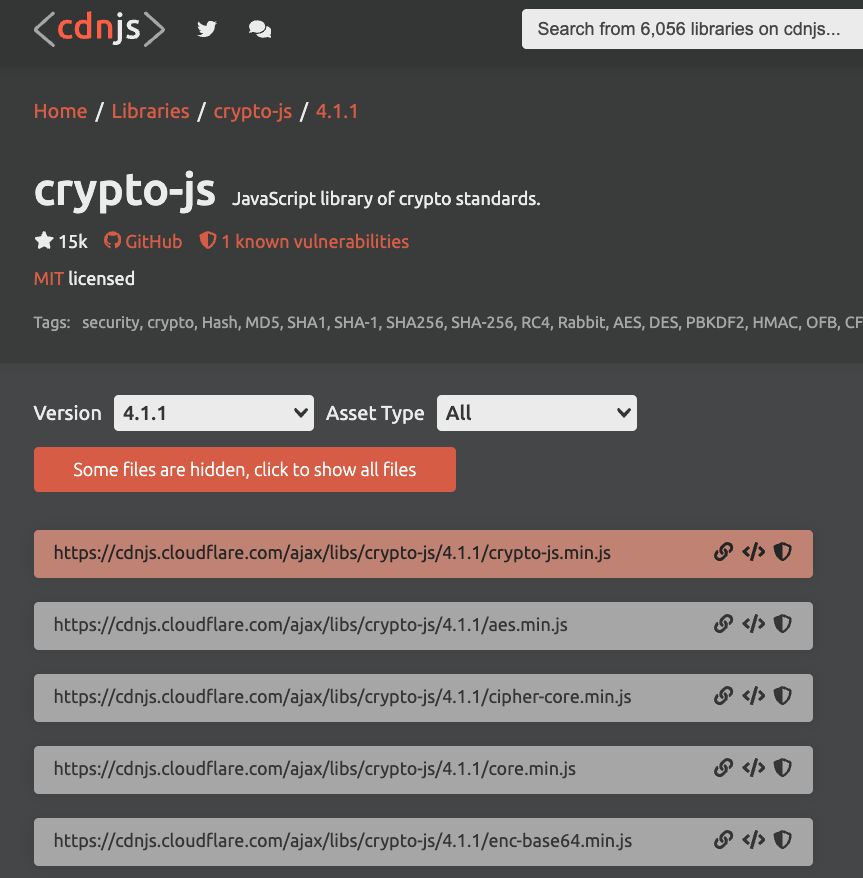 <cdnjs>
Search from 6,056 libraries on cdnjs...
Home / Libraries / crypto-js / 4.1.1
crypto-js JavaScript library of crypto standards.
15k GitHub 1 known vulnerabilities
MIT licensed
Tags: security, crypto, Hash, MD5, SHA1, SHA-1, SHA256, SHA-256, RC4, Rabbit, AES, DES, PBKDF2, HMAC, OFB, CF
Version 4.1.1 Asset Type All
Some files are hidden, click to show all files
https://cdnjs.cloudflare.com/ajax/libs/crypto-js/4.1.1/crypto-js.min.js
https://cdnjs.cloudflare.com/ajax/libs/crypto-js/4.1.1/aes.min.js
https://cdnjs.cloudflare.com/ajax/libs/crypto-js/4.1.1/cipher-core.min.js
https://cdnjs.cloudflare.com/ajax/libs/crypto-js/4.1.1/core.min.js
https://cdnjs.cloudflare.com/ajax/libs/crypto-js/4.1.1/enc-base64.min.js